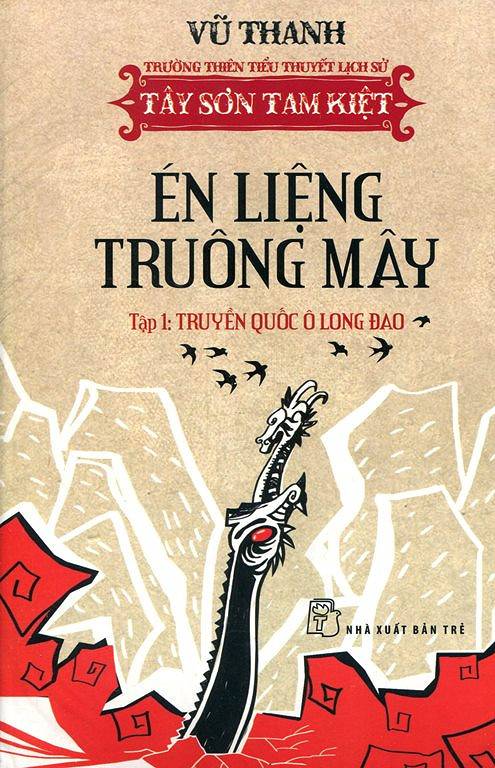 VŨ THANH
TRƯỜNG THIÊN TIỂU THUYẾT LỊCH SỬ
TÂY SƠN TAM KIỆT
ÉN LIỆNG
TRUÔNG MÂY
Tập 1: TRUYỀN QUỐC Ô LONG ĐAO
NHÀ XUẤT BẢN TRẺ